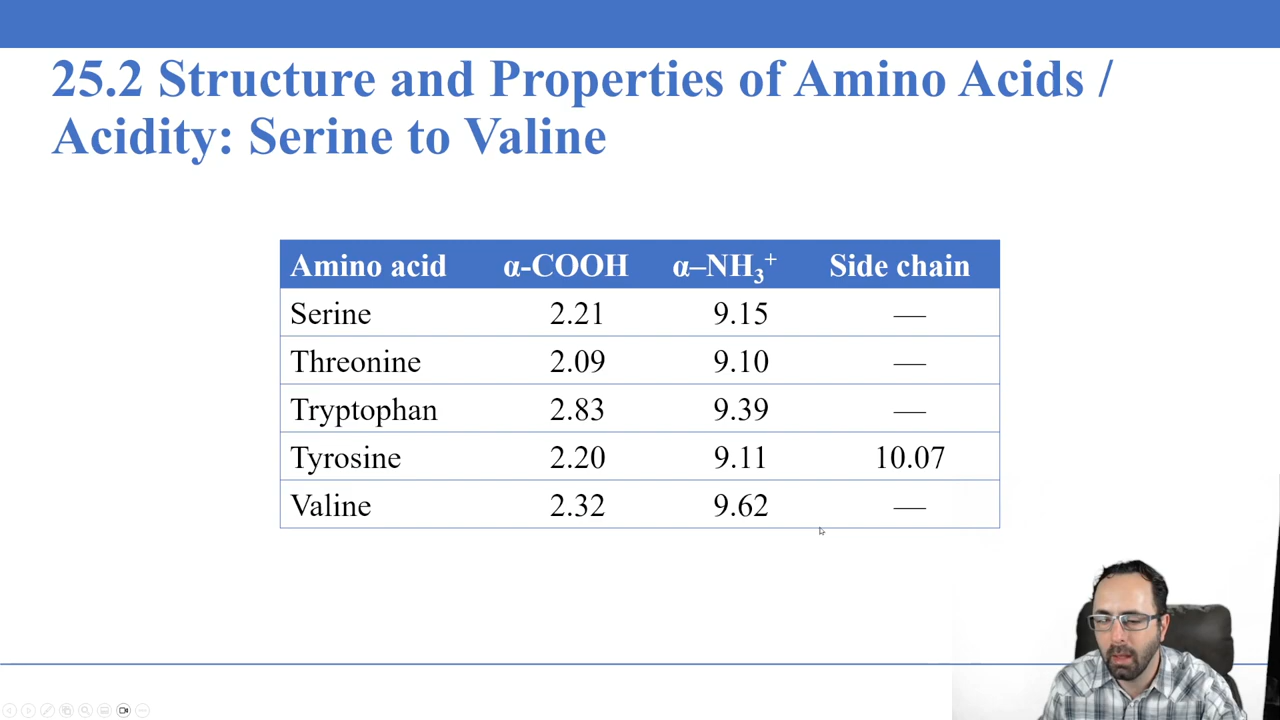 25.2 Structure and Properties of Amino Acids /
Acidity: Serine to Valine
Amino acid α-COOH α–NH₃⁺ Side chain
Serine 2.21 9.15 —
Threonine 2.09 9.10 —
Tryptophan 2.83 9.39 —
Tyrosine 2.20 9.11 10.07
Valine 2.32 9.62 —